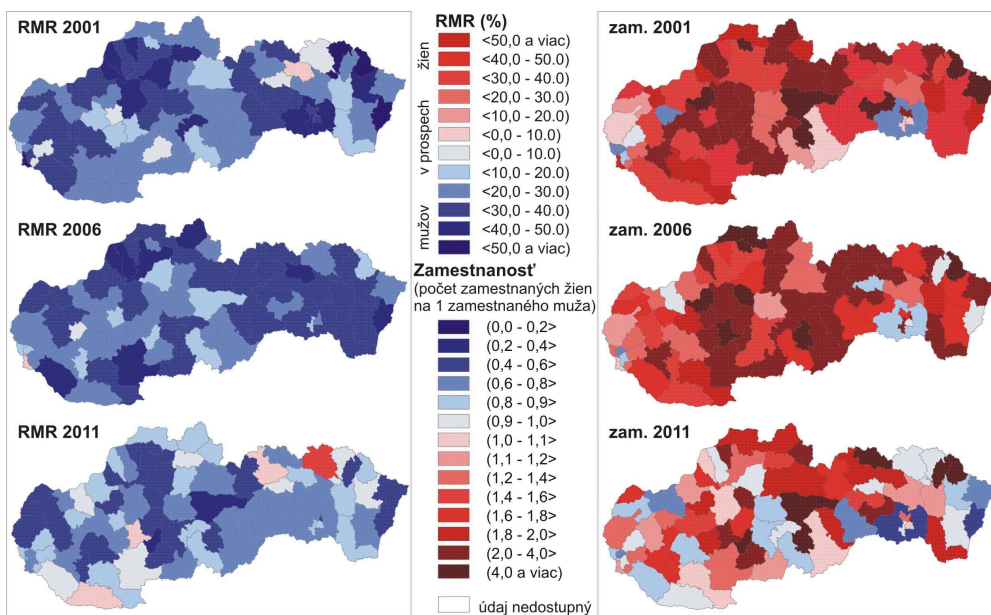 RMR 2001
RMR 2006
RMR 2011
RMR (%)
žien
v prospech
mužov
<50,0 a viac)
<40,0 - 50.0)
<30,0 - 40.0)
<20,0 - 30.0)
<10,0 - 20.0)
<0,0 - 10.0)
<0,0 - 10.0)
<10,0 - 20.0)
<20,0 - 30.0)
<30,0 - 40.0)
<40,0 - 50.0)
<50,0 a viac)
Zamestnanosť
(počet zamestnaných žien
na 1 zamestnaného muža)
(0,0 - 0,2>
(0,2 - 0,4>
(0,4 - 0,6>
(0,6 - 0,8>
(0,8 - 0,9>
(0,9 - 1,0>
(1,0 - 1,1>
(1,1 - 1,2>
(1,2 - 1,4>
(1,4 - 1,6>
(1,6 - 1,8>
(1,8 - 2,0>
(2,0 - 4,0>
(4,0 a viac)
údaj nedostupný
zam. 2001
zam. 2006
zam. 2011